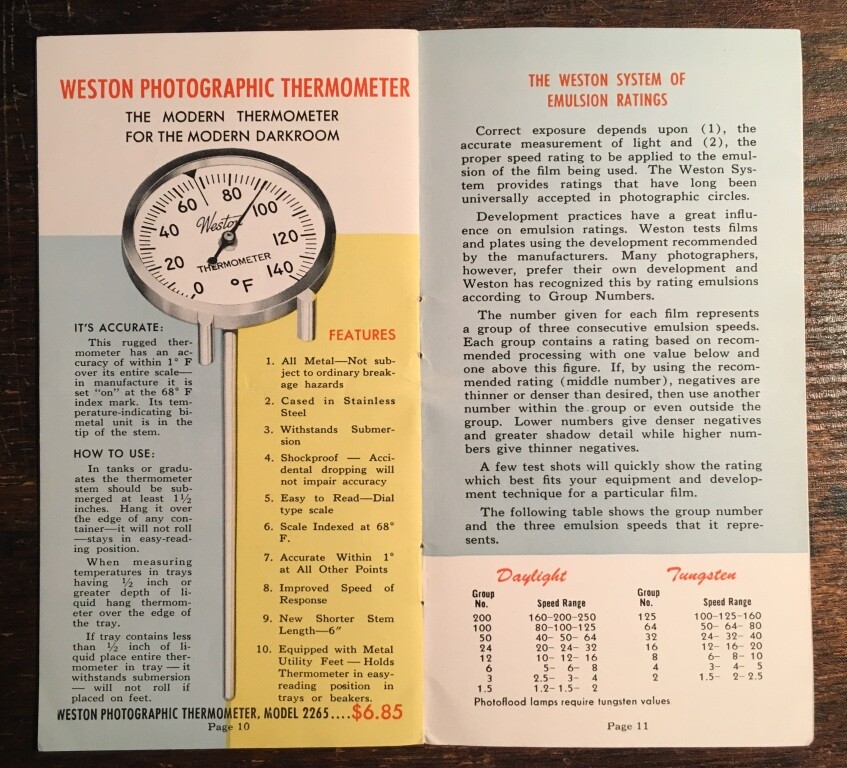 WESTON PHOTOGRAPHIC THERMOMETER
THE MODERN THERMOMETER
FOR THE MODERN DARKROOM
0
20
40
60
80
100
120
140
Weston
THERMOMETER
°F
IT'S ACCURATE:
This rugged ther-
mometer has an ac-
curacy of within 1° F
over its entire scale—
in manufacture it is
set "on" at the 68° F
index mark. Its tem-
perature-indicating bi-
metal unit is in the
tip of the stem.
HOW TO USE:
In tanks or gradu-
ates the thermometer
stem should be sub-
merged at least 1½
inches. Hang it over
the edge of any con-
tainer—it will not roll
—stays in easy-read-
ing position.
When measuring
temperatures in trays
having ½ inch or
greater depth of li-
quid hang thermom-
eter over the edge of
the tray.
If tray contains less
than ½ inch of li-
quid place entire ther-
mometer in tray — it
withstands submersion
— will not roll if
placed on feet.
FEATURES
1. All Metal—Not sub-
ject to ordinary break-
age hazards
2. Cased in Stainless
Steel
3. Withstands Submer-
sion
4. Shockproof — Acci-
dental dropping will
not impair accuracy
5. Easy to Read—Dial
type scale
6. Scale Indexed at 68°
F.
7. Accurate Within 1°
at All Other Points
8. Improved Speed of
Response
9. New Shorter Stem
Length—6"
10. Equipped with Metal
Utility Feet — Holds
Thermometer in easy-
reading position in
trays or beakers.
WESTON PHOTOGRAPHIC THERMOMETER, MODEL 2265....$6.85
Page 10
THE WESTON SYSTEM OF
EMULSION RATINGS
Correct exposure depends upon (1), the
accurate measurement of light and (2), the
proper speed rating to be applied to the emul-
sion of the film being used. The Weston Sys-
tem provides ratings that have long been
universally accepted in photographic circles.
Development practices have a great influ-
ence on emulsion ratings. Weston tests films
and plates using the development recommended
by the manufacturers. Many photographers,
however, prefer their own development and
Weston has recognized this by rating emulsions
according to Group Numbers.
The number given for each film represents
a group of three consecutive emulsion speeds.
Each group contains a rating based on recom-
mended processing with one value below and
one above this figure. If, by using the recom-
mended rating (middle number), negatives are
thinner or denser than desired, then use another
number within the group or even outside the
group. Lower numbers give denser negatives
and greater shadow detail while higher num-
bers give thinner negatives.
A few test shots will quickly show the rating
which best fits your equipment and develop-
ment technique for a particular film.
The following table shows the group number
and the three emulsion speeds that it repre-
sents.
Daylight Tungsten
Group No. Speed Range Group No. Speed Range
200 160-200-250 125 100-125-160
100 80-100-125 64 50- 64- 80
50 40- 50- 64 32 24- 32- 40
24 20- 24- 32 16 12- 16- 20
12 10- 12- 16 8 6- 8- 10
6 5- 6- 8 4 3- 4- 5
3 2.5- 3- 4 2 1.5- 2- 2.5
1.5 1.2- 1.5- 2
Photoflood lamps require tungsten values
Page 11